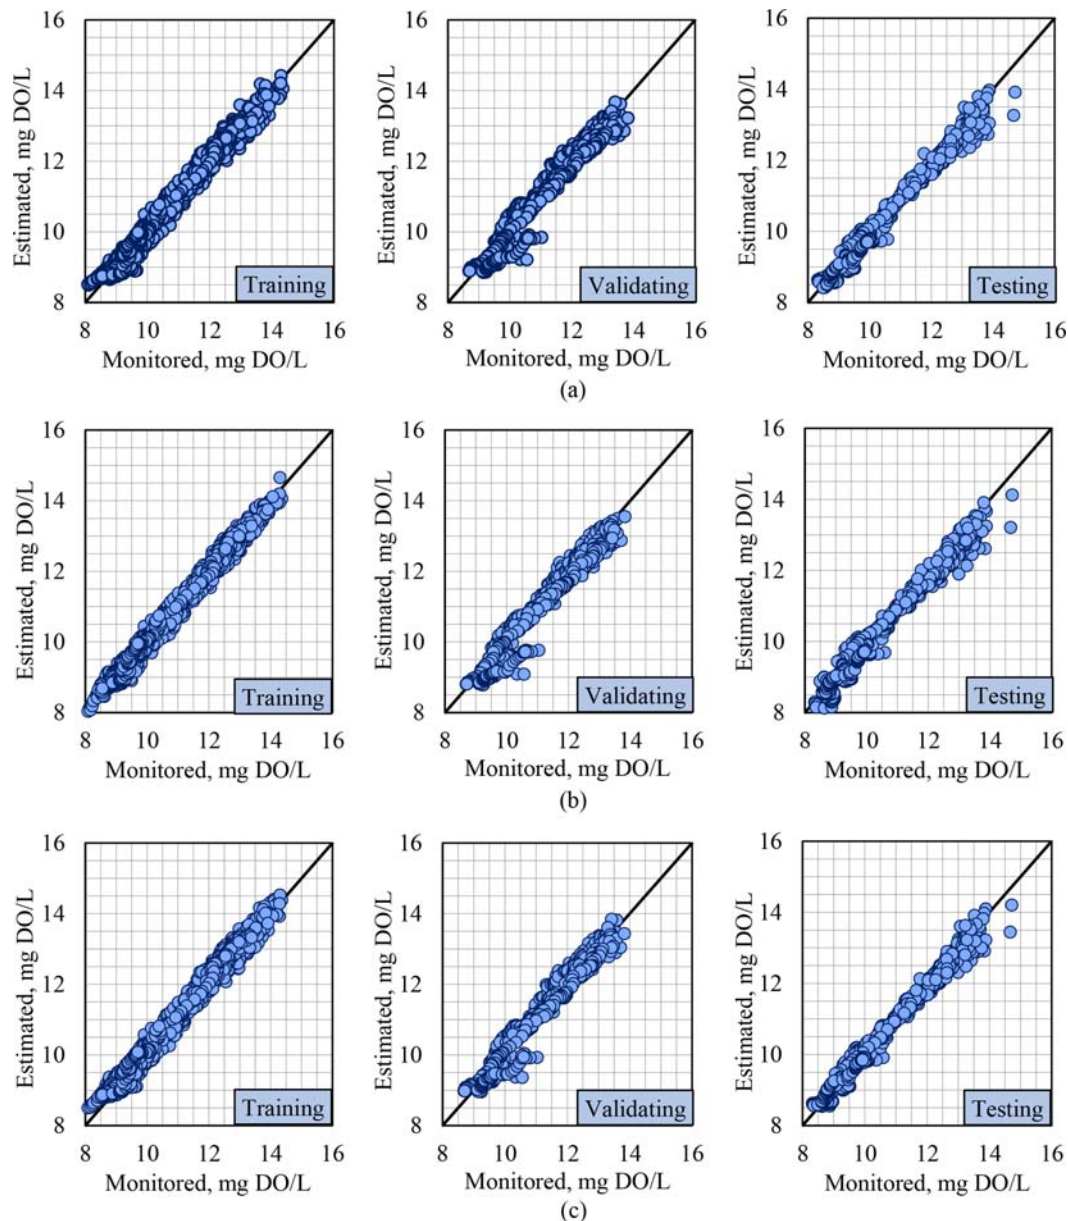 16
14
12
10
8
Estimated, mg DO/L
Training
8 10 12 14 16
Monitored, mg DO/L
16
14
12
10
8
Estimated, mg DO/L
Validating
8 10 12 14 16
Monitored, mg DO/L
16
14
12
10
8
Estimated, mg DO/L
Testing
8 10 12 14 16
Monitored, mg DO/L
(a)
16
14
12
10
8
Estimated, mg DO/L
Training
8 10 12 14 16
Monitored, mg DO/L
16
14
12
10
8
Estimated, mg DO/L
Validating
8 10 12 14 16
Monitored, mg DO/L
16
14
12
10
8
Estimated, mg DO/L
Testing
8 10 12 14 16
Monitored, mg DO/L
(b)
16
14
12
10
8
Estimated, mg DO/L
Training
8 10 12 14 16
Monitored, mg DO/L
16
14
12
10
8
Estimated, mg DO/L
Validating
8 10 12 14 16
Monitored, mg DO/L
16
14
12
10
8
Estimated, mg DO/L
Testing
8 10 12 14 16
Monitored, mg DO/L
(c)